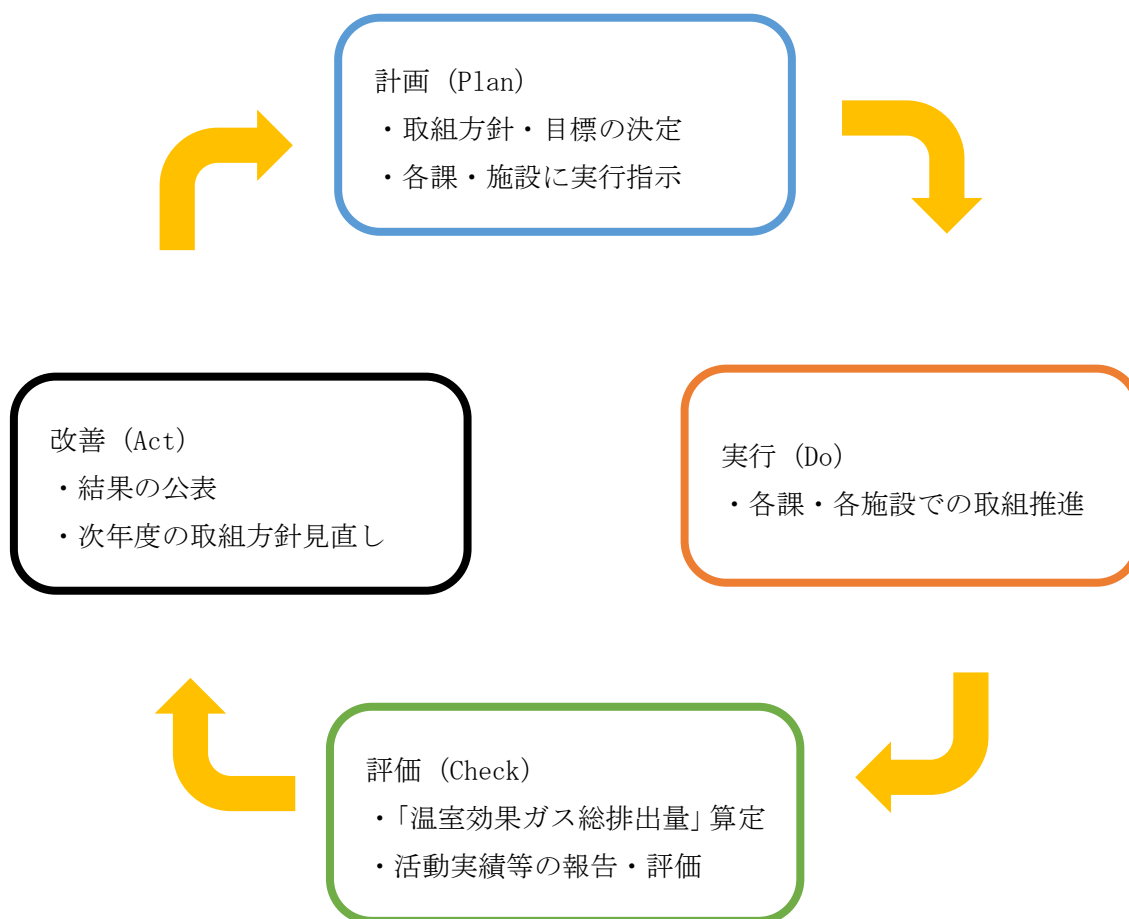 計画 (Plan)
・取組方針・目標の決定
・各課・施設に実行指示
実行 (Do)
・各課・各施設での取組推進
評価 (Check)
・「温室効果ガス総排出量」算定
・活動実績等の報告・評価
改善 (Act)
・結果の公表
・次年度の取組方針見直し